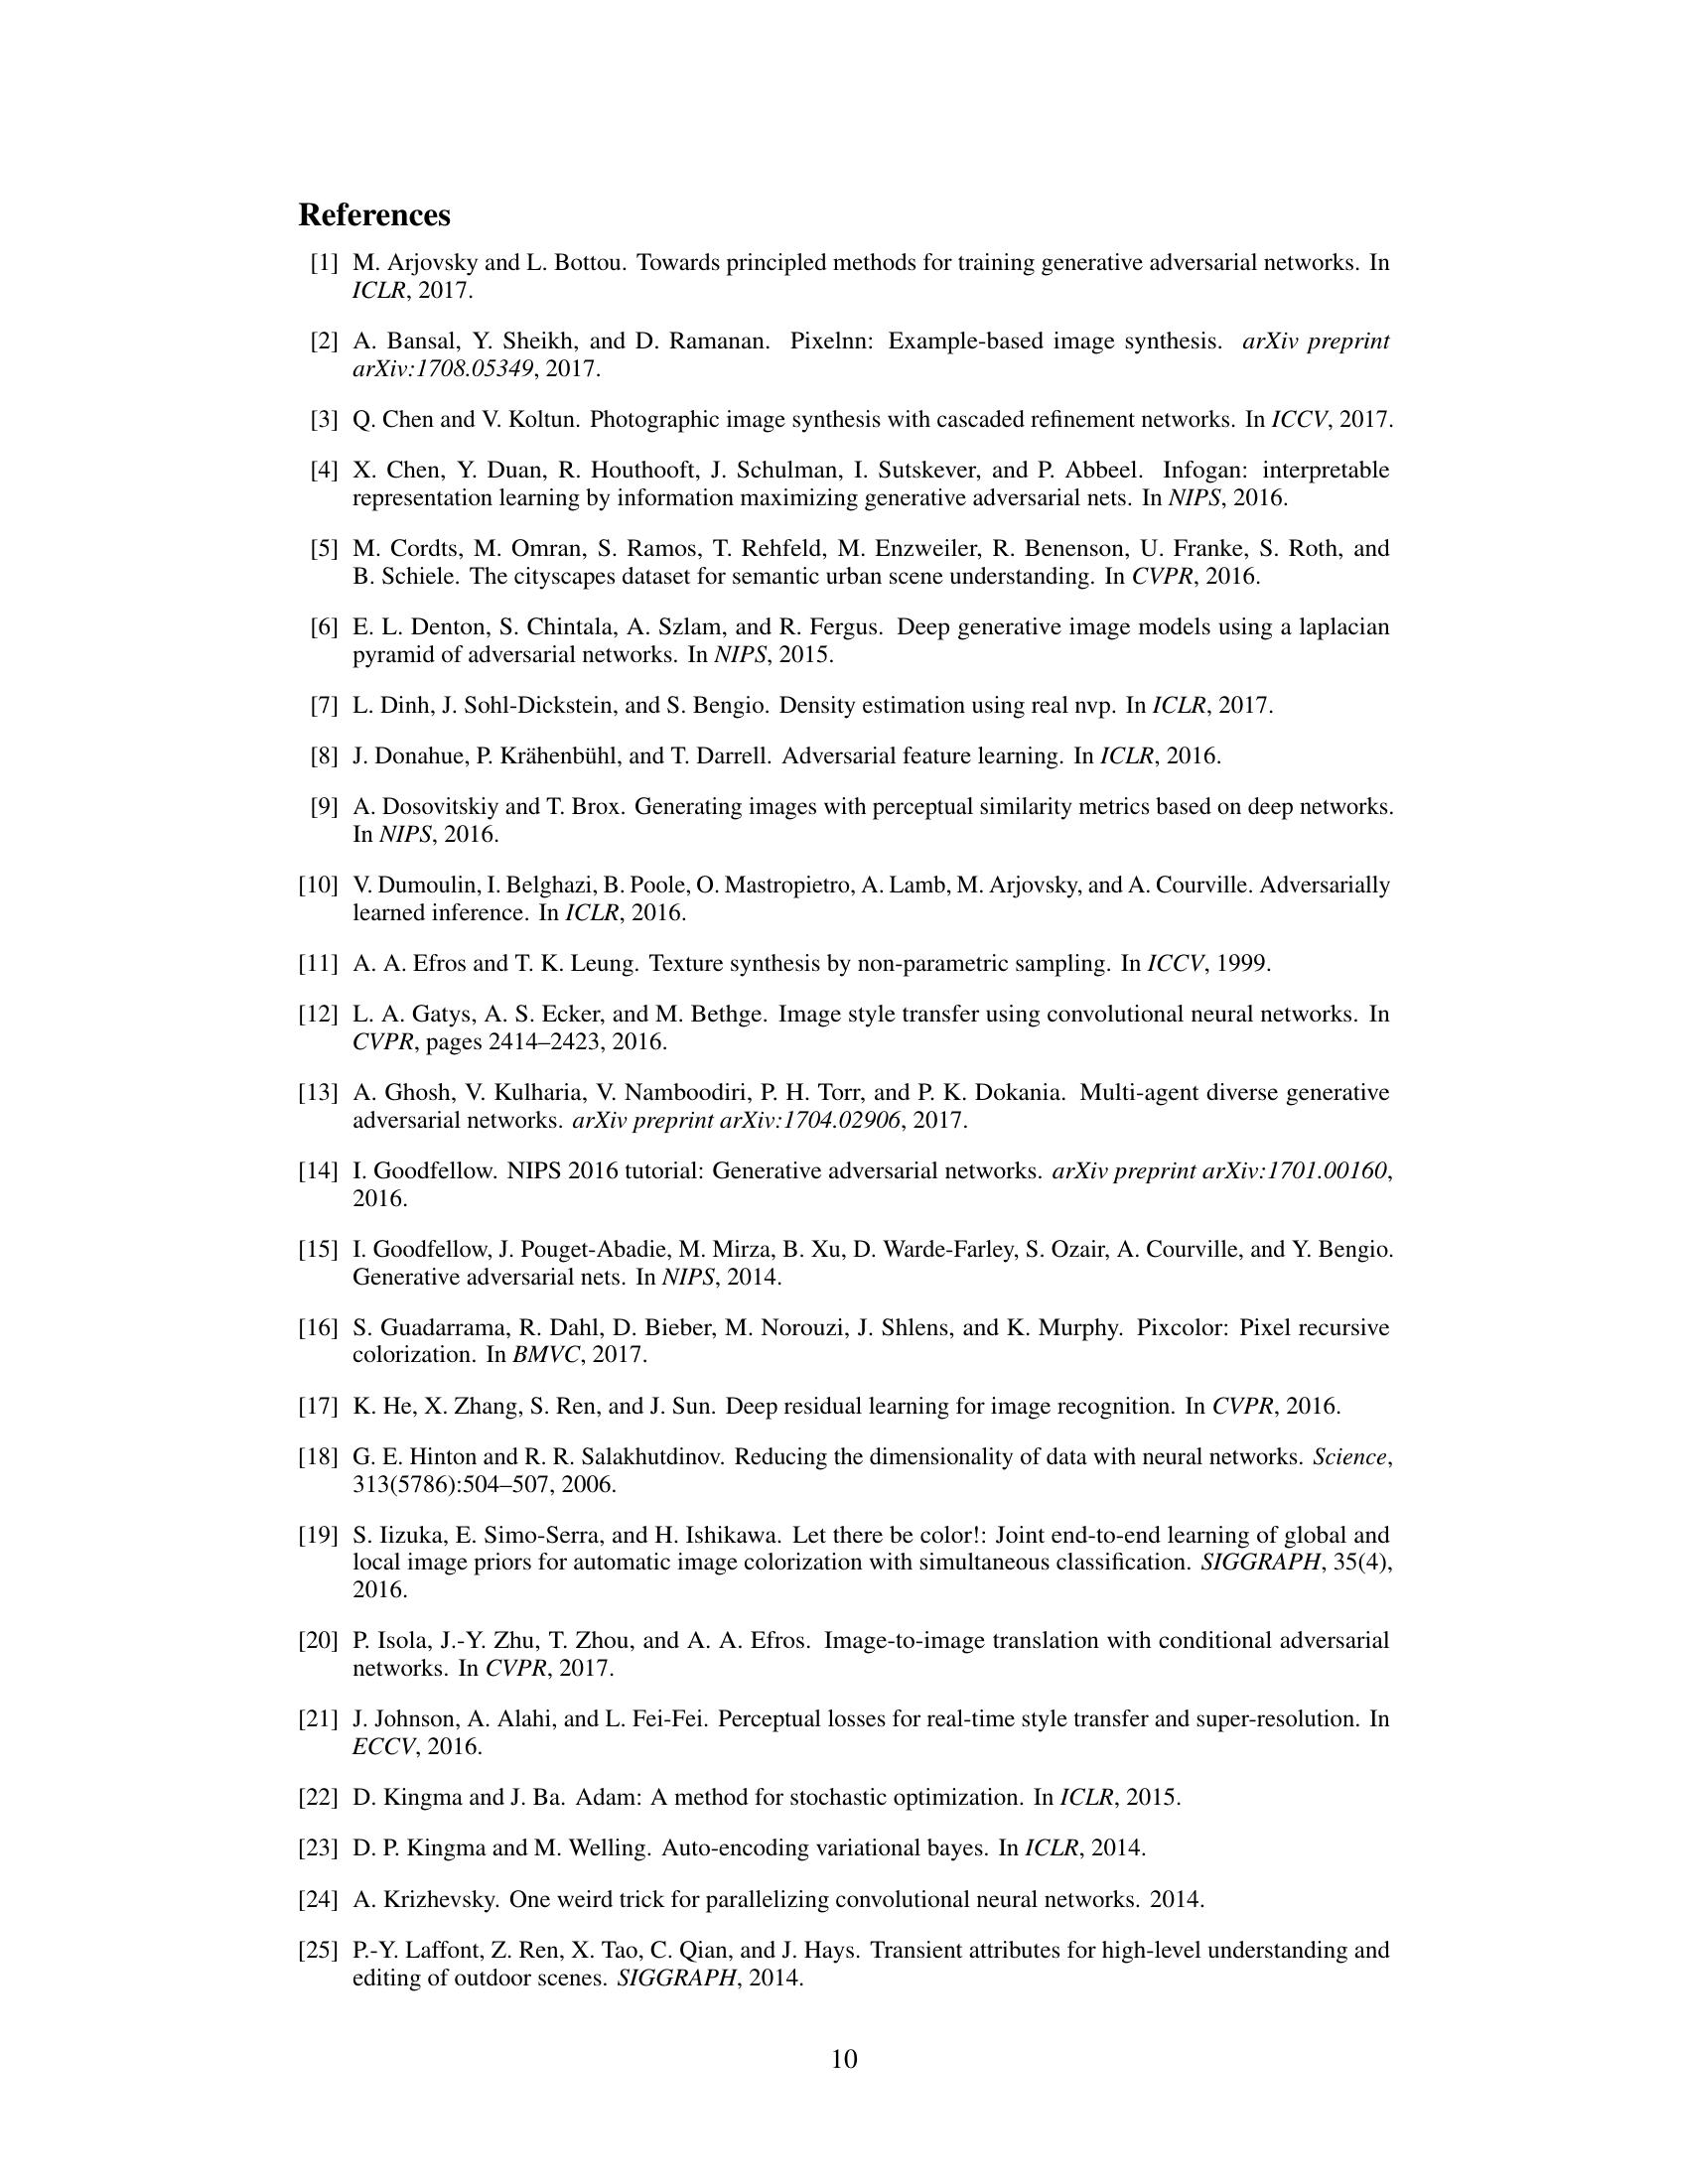 References
[1] M. Arjovsky and L. Bottou. Towards principled methods for training generative adversarial networks. In
ICLR, 2017.
[2] A. Bansal, Y. Sheikh, and D. Ramanan. Pixelnn: Example-based image synthesis. arXiv preprint
arXiv:1708.05349, 2017.
[3] Q. Chen and V. Koltun. Photographic image synthesis with cascaded refinement networks. In ICCV, 2017.
[4] X. Chen, Y. Duan, R. Houthooft, J. Schulman, I. Sutskever, and P. Abbeel. Infogan: interpretable
representation learning by information maximizing generative adversarial nets. In NIPS, 2016.
[5] M. Cordts, M. Omran, S. Ramos, T. Rehfeld, M. Enzweiler, R. Benenson, U. Franke, S. Roth, and
B. Schiele. The cityscapes dataset for semantic urban scene understanding. In CVPR, 2016.
[6] E. L. Denton, S. Chintala, A. Szlam, and R. Fergus. Deep generative image models using a laplacian
pyramid of adversarial networks. In NIPS, 2015.
[7] L. Dinh, J. Sohl-Dickstein, and S. Bengio. Density estimation using real nvp. In ICLR, 2017.
[8] J. Donahue, P. Krähenbühl, and T. Darrell. Adversarial feature learning. In ICLR, 2016.
[9] A. Dosovitskiy and T. Brox. Generating images with perceptual similarity metrics based on deep networks.
In NIPS, 2016.
[10] V. Dumoulin, I. Belghazi, B. Poole, O. Mastropietro, A. Lamb, M. Arjovsky, and A. Courville. Adversarially
learned inference. In ICLR, 2016.
[11] A. A. Efros and T. K. Leung. Texture synthesis by non-parametric sampling. In ICCV, 1999.
[12] L. A. Gatys, A. S. Ecker, and M. Bethge. Image style transfer using convolutional neural networks. In
CVPR, pages 2414–2423, 2016.
[13] A. Ghosh, V. Kulharia, V. Namboodiri, P. H. Torr, and P. K. Dokania. Multi-agent diverse generative
adversarial networks. arXiv preprint arXiv:1704.02906, 2017.
[14] I. Goodfellow. NIPS 2016 tutorial: Generative adversarial networks. arXiv preprint arXiv:1701.00160,
2016.
[15] I. Goodfellow, J. Pouget-Abadie, M. Mirza, B. Xu, D. Warde-Farley, S. Ozair, A. Courville, and Y. Bengio.
Generative adversarial nets. In NIPS, 2014.
[16] S. Guadarrama, R. Dahl, D. Bieber, M. Norouzi, J. Shlens, and K. Murphy. Pixcolor: Pixel recursive
colorization. In BMVC, 2017.
[17] K. He, X. Zhang, S. Ren, and J. Sun. Deep residual learning for image recognition. In CVPR, 2016.
[18] G. E. Hinton and R. R. Salakhutdinov. Reducing the dimensionality of data with neural networks. Science,
313(5786):504–507, 2006.
[19] S. Iizuka, E. Simo-Serra, and H. Ishikawa. Let there be color!: Joint end-to-end learning of global and
local image priors for automatic image colorization with simultaneous classification. SIGGRAPH, 35(4),
2016.
[20] P. Isola, J.-Y. Zhu, T. Zhou, and A. A. Efros. Image-to-image translation with conditional adversarial
networks. In CVPR, 2017.
[21] J. Johnson, A. Alahi, and L. Fei-Fei. Perceptual losses for real-time style transfer and super-resolution. In
ECCV, 2016.
[22] D. Kingma and J. Ba. Adam: A method for stochastic optimization. In ICLR, 2015.
[23] D. P. Kingma and M. Welling. Auto-encoding variational bayes. In ICLR, 2014.
[24] A. Krizhevsky. One weird trick for parallelizing convolutional neural networks. 2014.
[25] P.-Y. Laffont, Z. Ren, X. Tao, C. Qian, and J. Hays. Transient attributes for high-level understanding and
editing of outdoor scenes. SIGGRAPH, 2014.
10